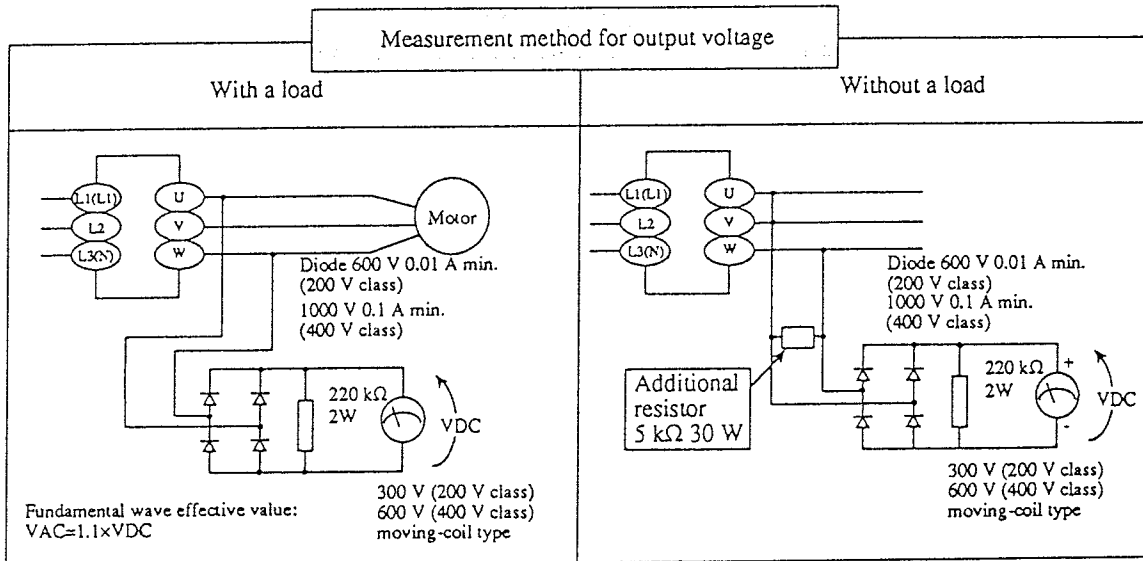 Measurement method for output voltage
With a load
Without a load
L1(L1)
U
L2
V
L3(N)
W
Motor
Diode 600 V 0.01 A min.
(200 V class)
1000 V 0.1 A min.
(400 V class)
220 kΩ
2W
VDC
300 V (200 V class)
600 V (400 V class)
moving-coil type
Fundamental wave effective value:
VAC=1.1×VDC
L1(L1)
U
L2
V
L3(N)
W
Diode 600 V 0.01 A min.
(200 V class)
1000 V 0.1 A min.
(400 V class)
Additional
resistor
5 kΩ 30 W
220 kΩ
2W
+
-
VDC
300 V (200 V class)
600 V (400 V class)
moving-coil type